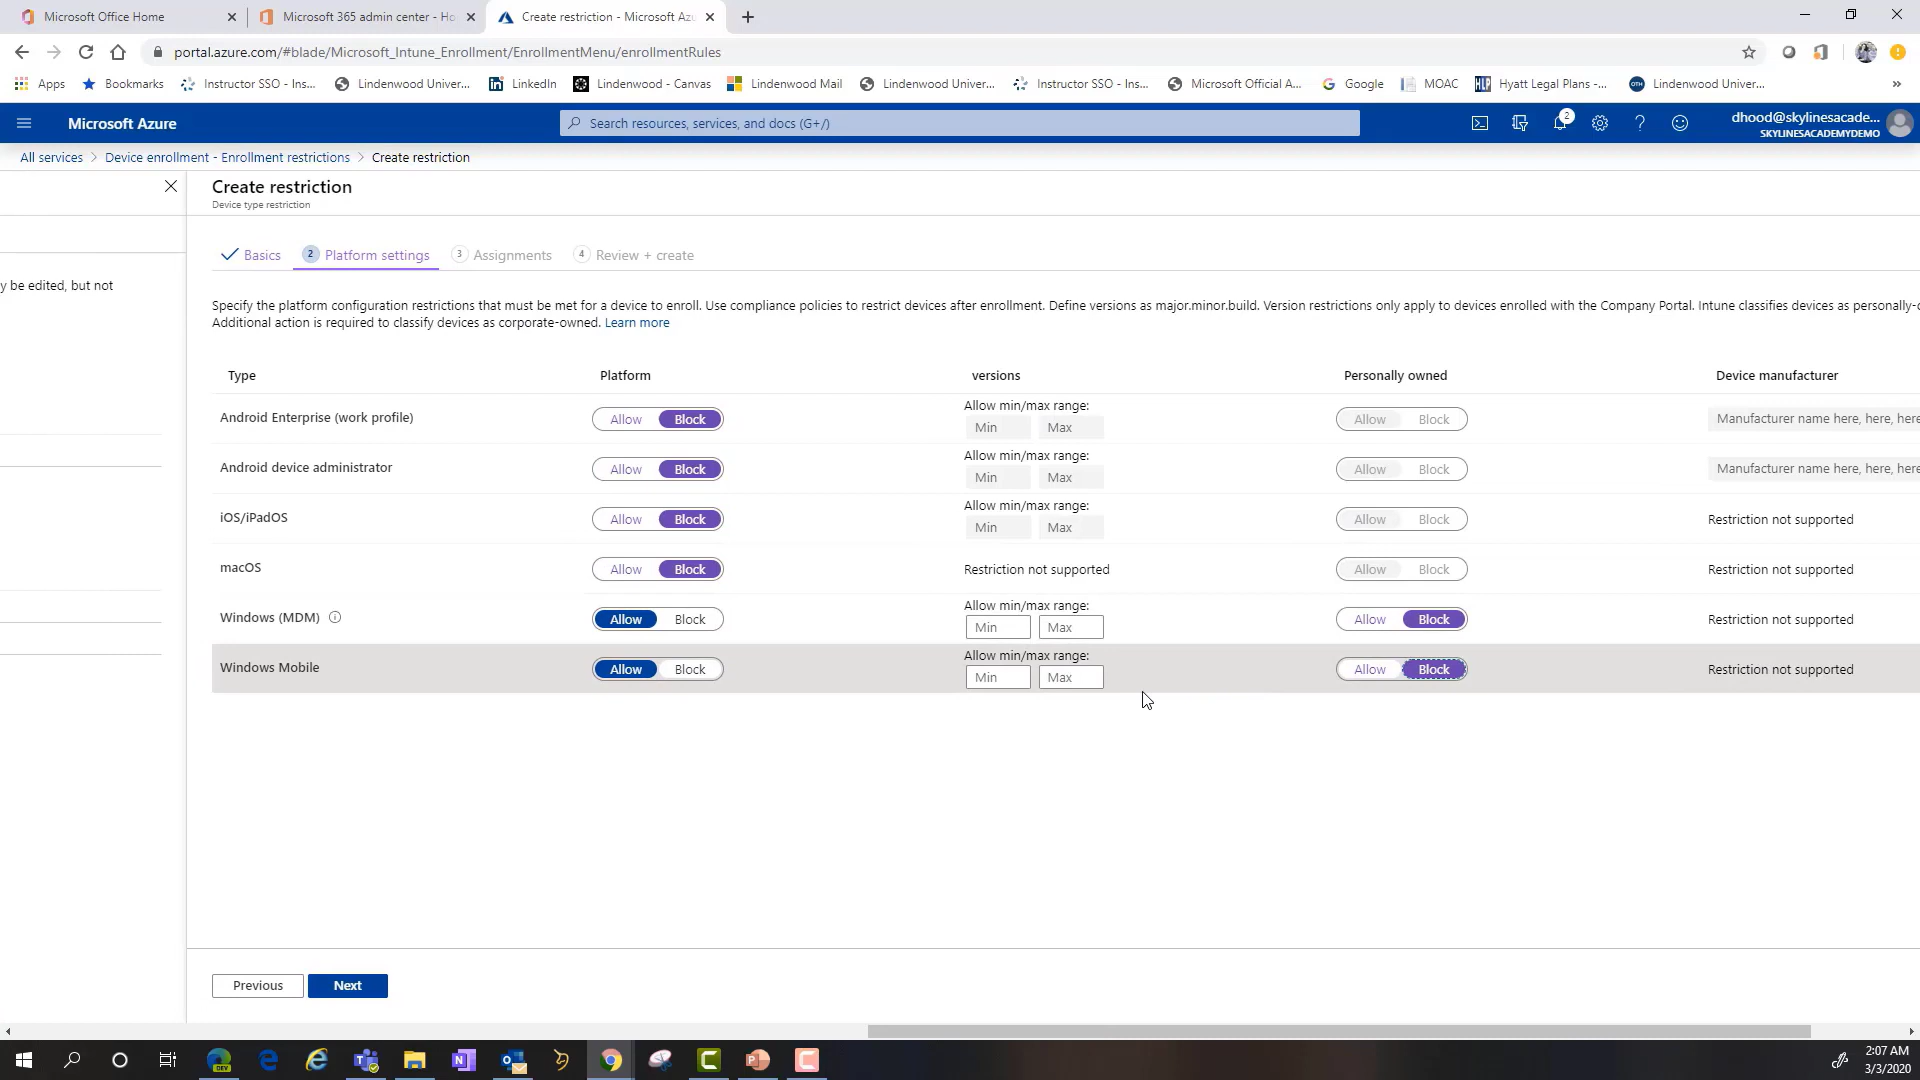 Microsoft Office Home
Microsoft 365 admin center - Ho
Create restriction - Microsoft Azu
portal.azure.com/#blade/Microsoft_Intune_Enrollment/EnrollmentMenu/enrollmentRules
Apps
Bookmarks
Instructor SSO - Ins...
Lindenwood Univer...
LinkedIn
Lindenwood - Canvas
Lindenwood Mail
Lindenwood Univer...
Instructor SSO - Ins...
Microsoft Official A...
Google
MOAC
Hyatt Legal Plans -...
Lindenwood Univer...
»
Microsoft Azure
Search resources, services, and docs (G+/)
2
dhood@skylinesacade...
SKYLINESACADEMYDEMO
All services > Device enrollment - Enrollment restrictions > Create restriction
Create restriction
Device type restriction
Basics
2 Platform settings
3 Assignments
4 Review + create
y be edited, but not
Specify the platform configuration restrictions that must be met for a device to enroll. Use compliance policies to restrict devices after enrollment. Define versions as major.minor.build. Version restrictions only apply to devices enrolled with the Company Portal. Intune classifies devices as personally-o
Additional action is required to classify devices as corporate-owned. Learn more
Type Platform versions Personally owned Device manufacturer
Allow min/max range:
Android Enterprise (work profile) Allow Block Min Max Allow Block Manufacturer name here, here, here
Allow min/max range:
Android device administrator Allow Block Min Max Allow Block Manufacturer name here, here, here
Allow min/max range:
iOS/iPadOS Allow Block Min Max Allow Block Restriction not supported
macOS Allow Block Restriction not supported Allow Block Restriction not supported
Allow min/max range:
Windows (MDM) Allow Block Min Max Allow Block Restriction not supported
Allow min/max range:
Windows Mobile Allow Block Min Max Allow Block Restriction not supported
Previous
Next
DEV
2:07 AM
3/3/2020